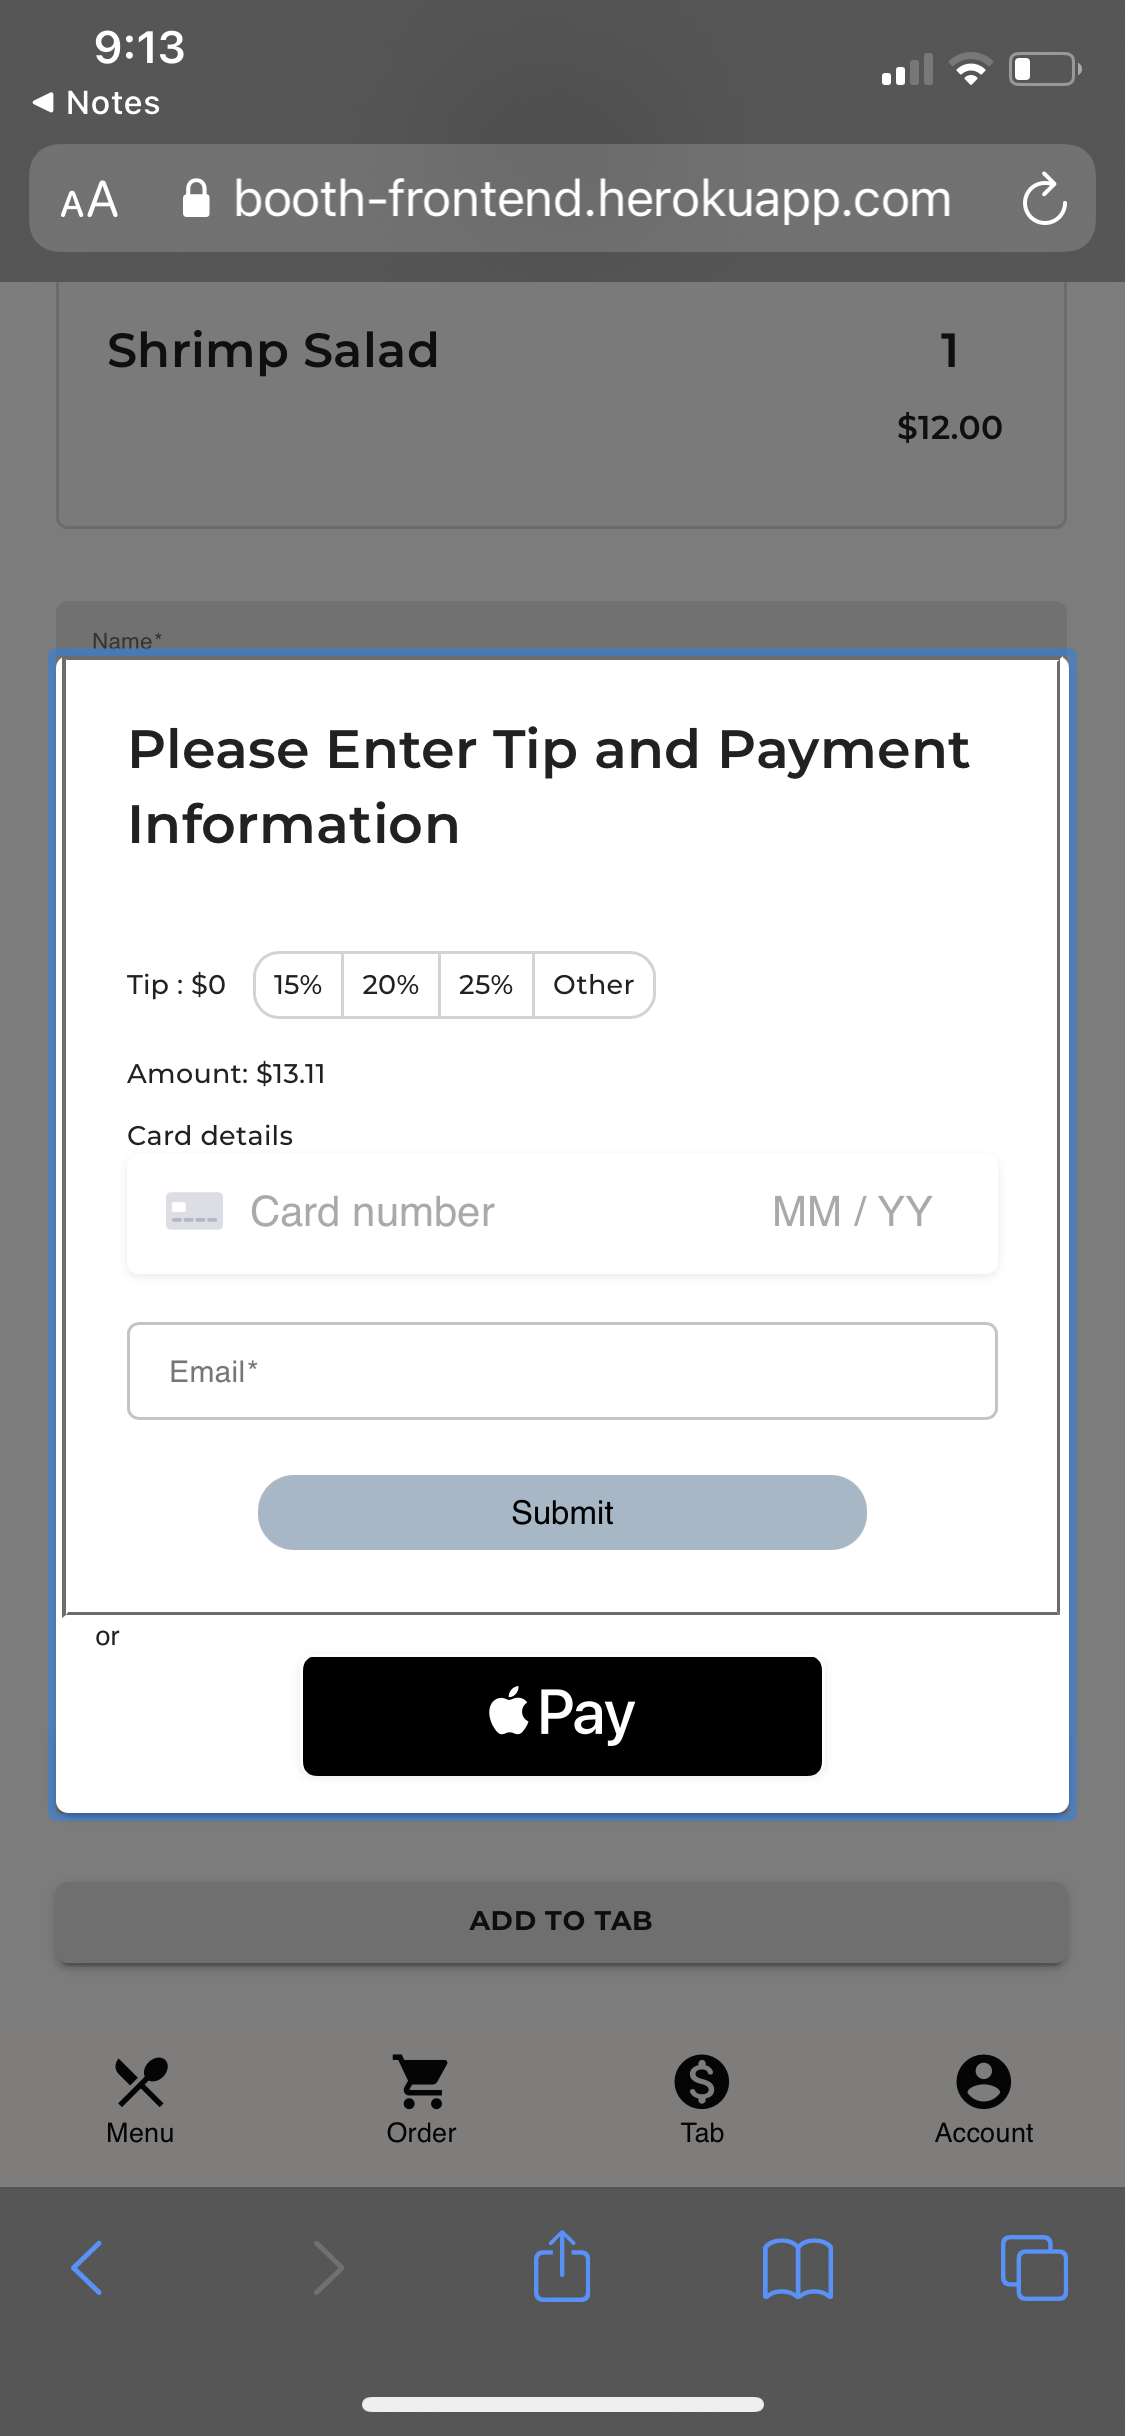 9:13
Notes
AA booth-frontend.herokuapp.com
Shrimp Salad 1
$12.00
Name*
Please Enter Tip and Payment
Information
Tip : $0 15% 20% 25% Other
Amount: $13.11
Card details
Card number MM / YY
Email*
Submit
or
Pay
ADD TO TAB
Menu Order Tab Account